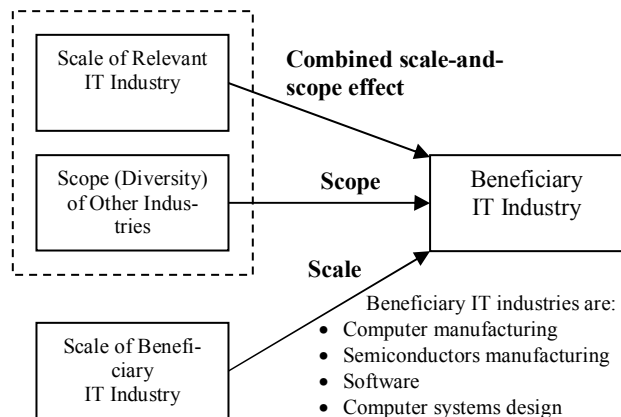 Scale of Relevant
IT Industry
Combined scale-and-
scope effect
Scope (Diversity)
of Other Indus-
tries
Scope
Beneficiary
IT Industry
Scale
Scale of Benefi-
ciary
IT Industry
Beneficiary IT industries are:
• Computer manufacturing
• Semiconductors manufacturing
• Software
• Computer systems design